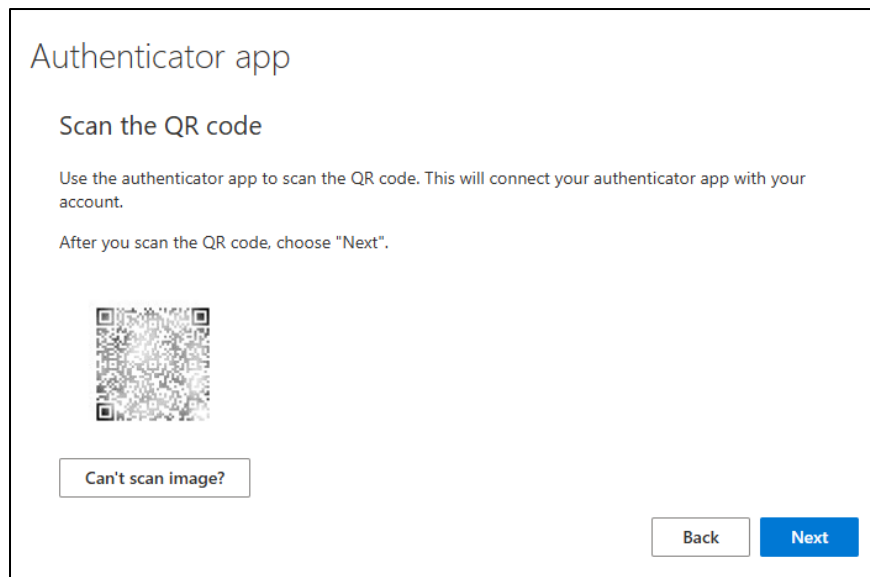 Authenticator app
Scan the QR code
Use the authenticator app to scan the QR code. This will connect your authenticator app with your
account.
After you scan the QR code, choose "Next".
Can't scan image?
Back
Next